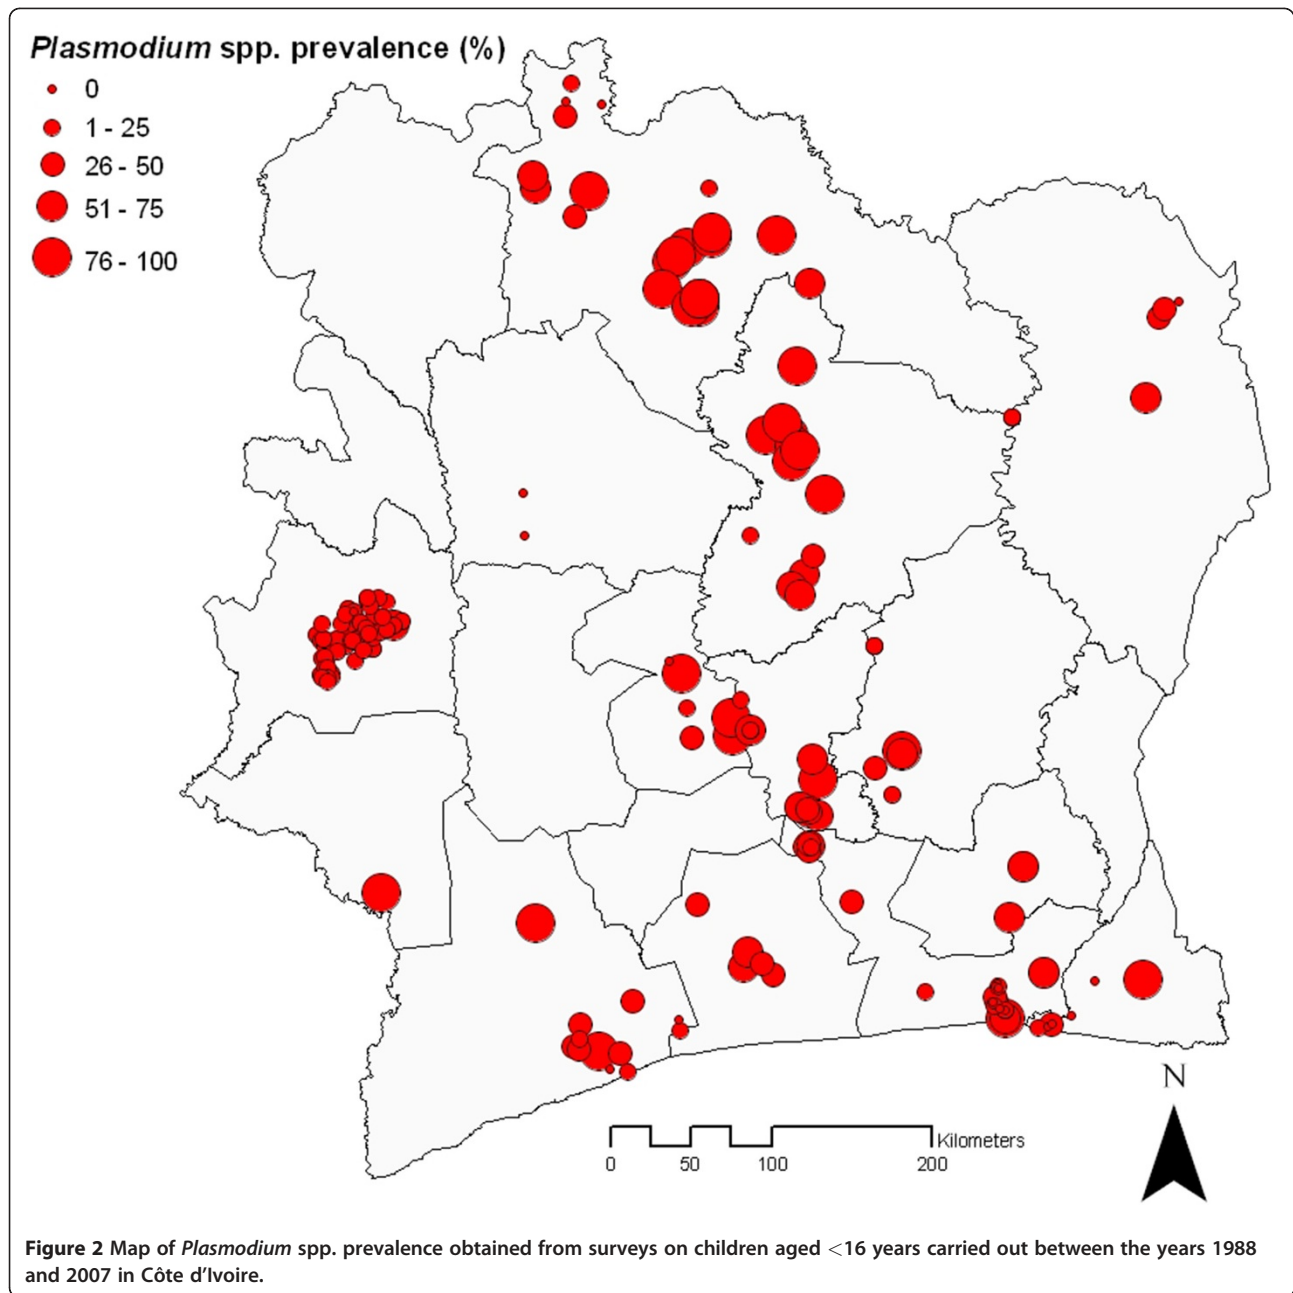 Plasmodium spp. prevalence (%)
0
1 - 25
26 - 50
51 - 75
76 - 100
N
Kilometers
0 50 100 200
Figure 2 Map of Plasmodium spp. prevalence obtained from surveys on children aged <16 years carried out between the years 1988
and 2007 in Côte d'Ivoire.